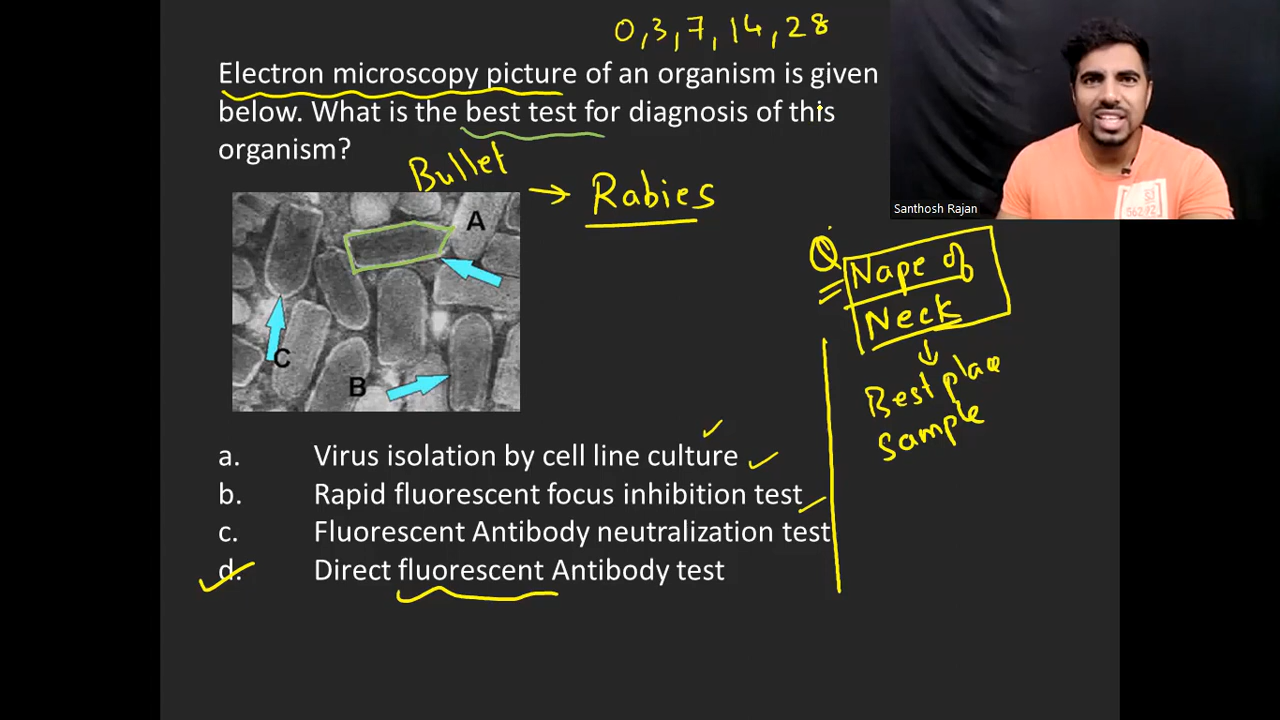 0,3,7,14,28
Electron microscopy picture of an organism is given
below. What is the best test for diagnosis of this
organism?
Bullet
→ Rabies
A
C
B
a. Virus isolation by cell line culture
b. Rapid fluorescent focus inhibition test
c. Fluorescent Antibody neutralization test
d. Direct fluorescent Antibody test
Santhosh Rajan
56292
Q
Nape of
Neck
Best place
Sample